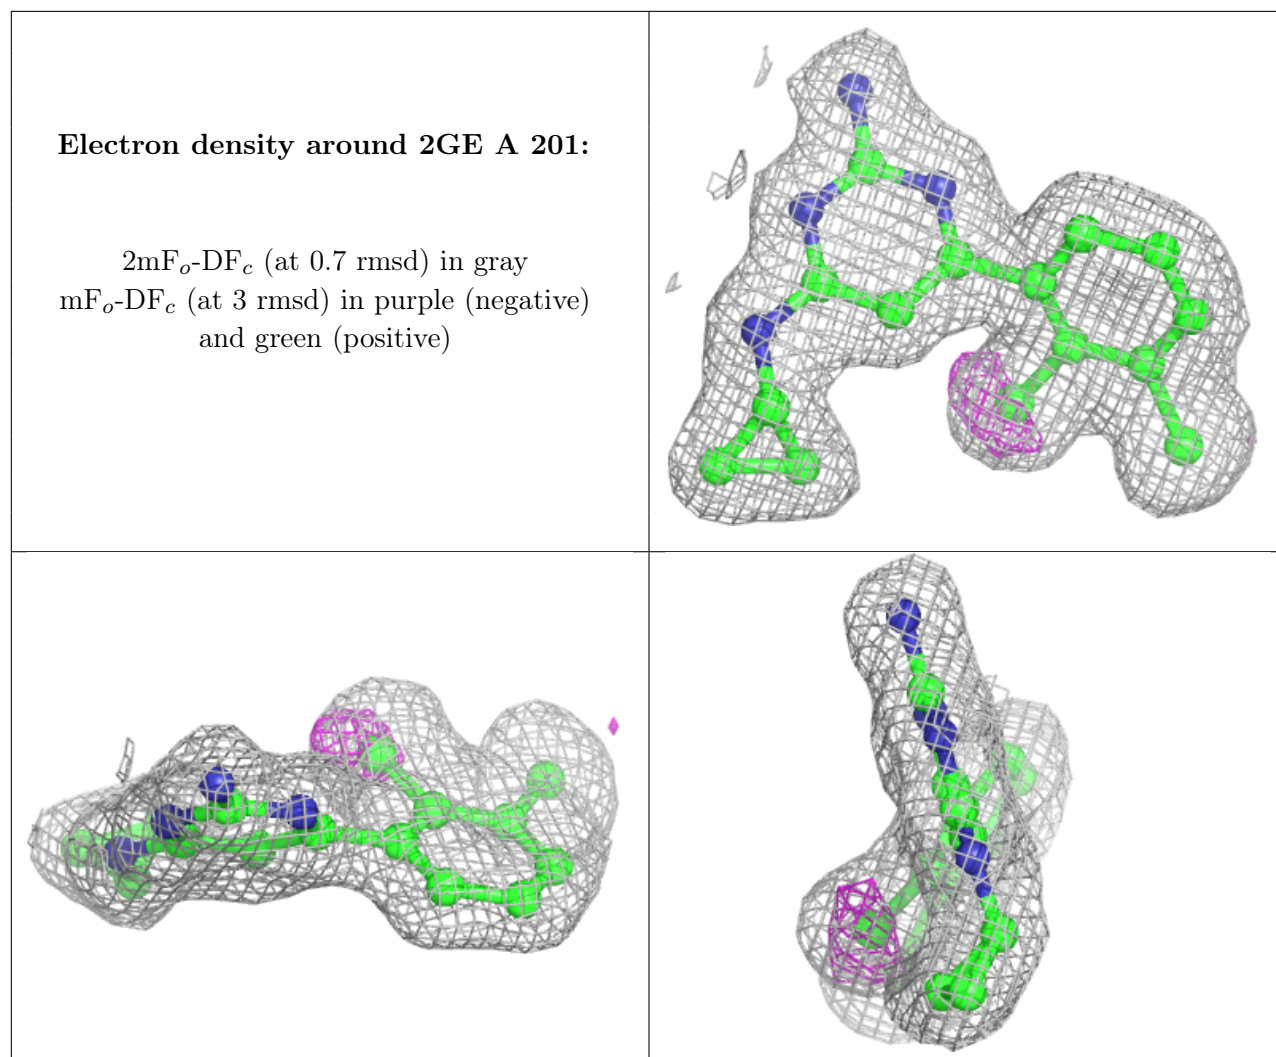 Electron density around 2GE A 201:
2mFo-DFc (at 0.7 rmsd) in gray
mFo-DFc (at 3 rmsd) in purple (negative)
and green (positive)